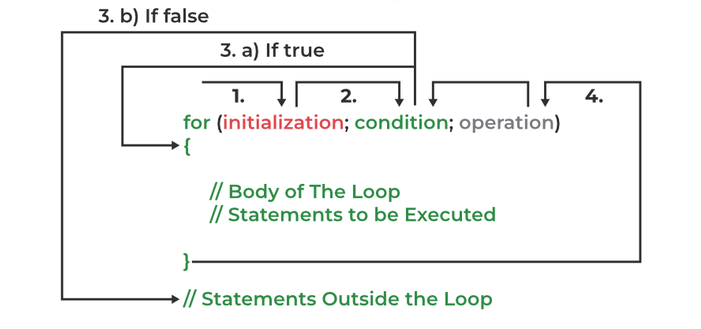 3. b) If false
3. a) If true
1. 2. 4.
for (initialization; condition; operation)
{
// Body of The Loop
// Statements to be Executed
}
// Statements Outside the Loop